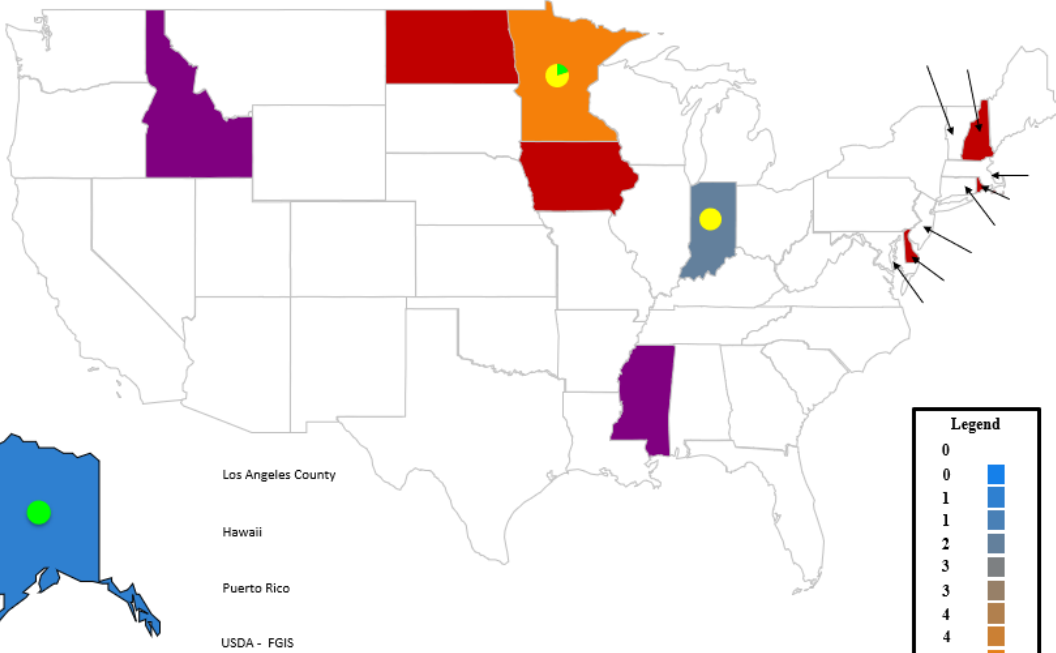 Los Angeles County
Hawaii
Puerto Rico
USDA - FGIS
Legend
0
0
1
1
2
3
3
4
4